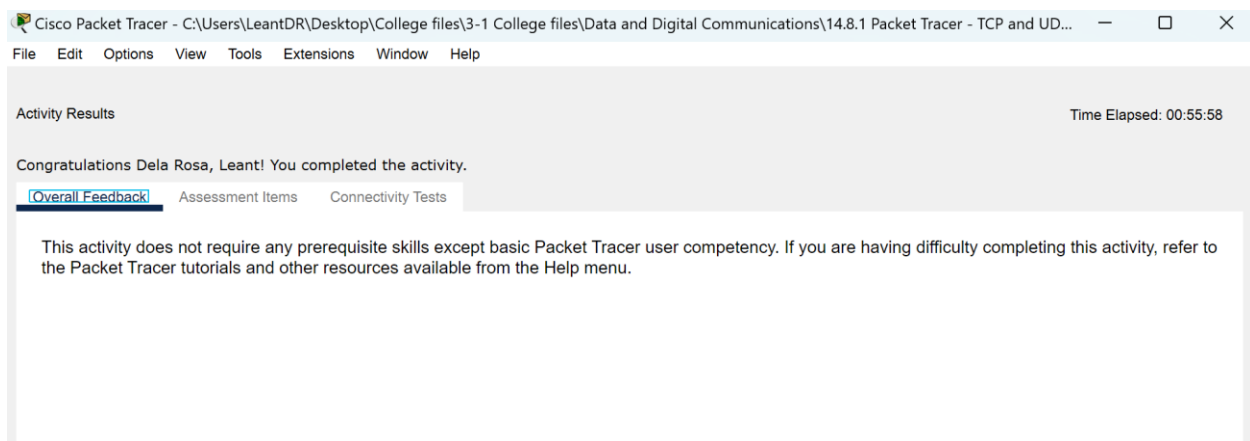 Cisco Packet Tracer - C:\Users\LeantDR\Desktop\College files\3-1 College files\Data and Digital Communications\14.8.1 Packet Tracer - TCP and UD...
File Edit Options View Tools Extensions Window Help
Activity Results Time Elapsed: 00:55:58
Congratulations Dela Rosa, Leant! You completed the activity.
Overall Feedback Assessment Items Connectivity Tests
This activity does not require any prerequisite skills except basic Packet Tracer user competency. If you are having difficulty completing this activity, refer to
the Packet Tracer tutorials and other resources available from the Help menu.